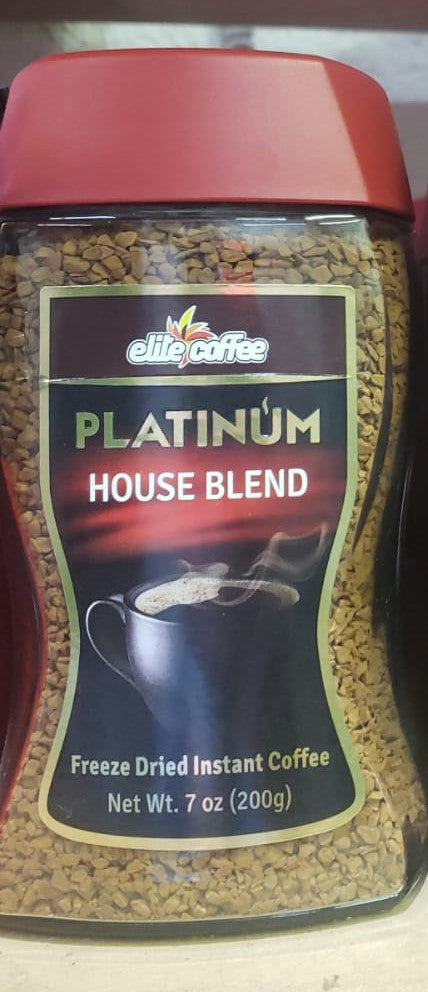 elite coffee
PLATINUM
HOUSE BLEND
Freeze Dried Instant Coffee
Net Wt. 7 oz (200g)